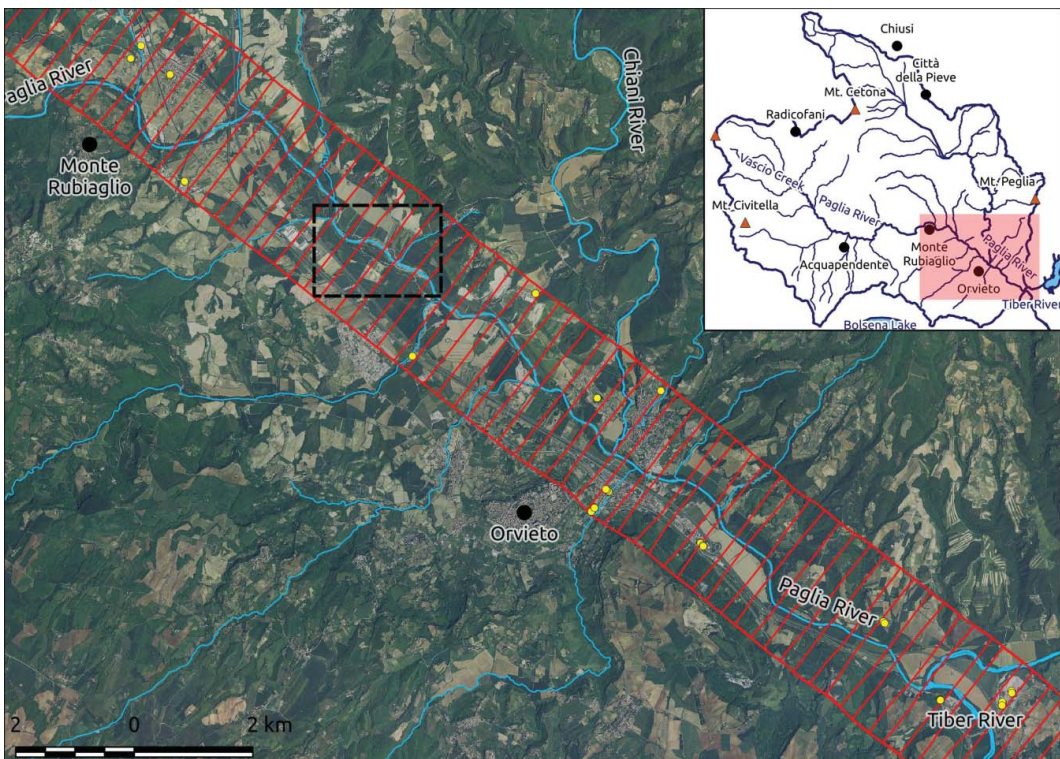 aglia River
Monte
Rubiaglio
Chiani River
Orvieto
Paglia River
Tiber River
2 0 2 km
Chiusi
Città
della Pieve
Mt. Cetona
Radicofani
Vascio Creek
Mt. Peglia
Mt. Civitella
Paglia River
Monte
Rubiaglio
Paglia River
Acquapendente
Orvieto
Tiber River
Bolsena Lake